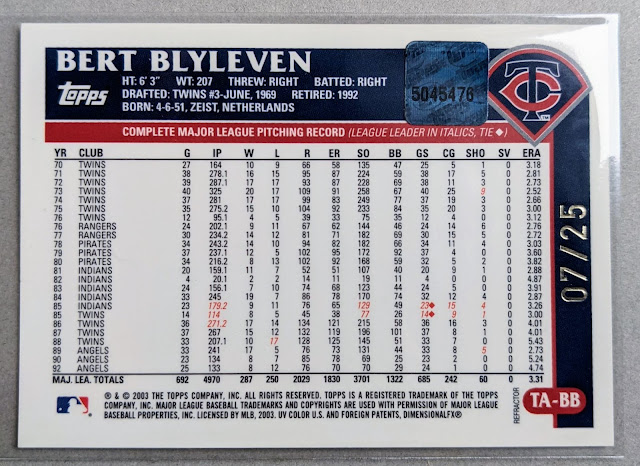 BERT BLYLEVEN
HT: 6' 3" WT: 207 THREW: RIGHT BATTED: RIGHT
DRAFTED: TWINS #3-JUNE, 1969 RETIRED: 1992
BORN: 4-6-51, ZEIST, NETHERLANDS
topps
5045476
TC
COMPLETE MAJOR LEAGUE PITCHING RECORD (LEAGUE LEADER IN ITALICS, TIE ◆)
YR CLUB G IP W L R ER SO BB GS CG SHO SV ERA
70 TWINS 27 164 10 9 66 58 135 47 25 5 1 0 3.18
71 TWINS 38 278.1 16 15 95 87 224 59 38 17 5 0 2.81
72 TWINS 39 287.1 17 17 93 87 228 69 38 11 3 0 2.73
73 TWINS 40 325 20 17 109 91 258 67 40 25 9 0 2.52
74 TWINS 37 281 17 17 99 83 249 77 37 19 3 0 2.66
75 TWINS 35 275.2 15 10 104 92 233 84 35 20 3 0 3.00
76 TWINS 12 95.1 4 5 39 33 75 35 12 4 0 0 3.12
76 RANGERS 24 202.1 9 11 67 62 144 46 24 14 6 0 2.76
77 RANGERS 30 234.2 14 12 81 71 182 69 30 15 5 0 2.72
78 PIRATES 34 243.2 14 10 94 82 182 66 34 11 4 0 3.03
79 PIRATES 37 237.1 12 5 102 95 172 92 37 4 0 0 3.60
80 PIRATES 34 216.2 8 13 102 92 168 59 32 5 2 0 3.82
81 INDIANS 20 159.1 11 7 52 51 107 40 20 9 1 0 2.88
82 INDIANS 4 20.1 2 2 14 11 19 11 4 0 0 0 4.87
83 INDIANS 24 156.1 7 10 74 68 123 44 24 5 0 0 3.91
84 INDIANS 33 245 19 7 86 78 170 74 32 12 4 0 2.87
85 INDIANS 23 179.2 9 11 76 65 129 49 23◆ 15 4 0 3.26
85 TWINS 14 114 8 5 45 38 77 26 14◆ 9 1 0 3.00
86 TWINS 36 271.2 17 14 134 121 215 58 36 16 3 0 4.01
87 TWINS 37 267 15 12 132 119 196 101 37 8 1 0 4.01
88 TWINS 33 207.1 10 17 128 125 145 51 33 7 0 0 5.43
89 ANGELS 33 241 17 5 76 73 131 44 33 8 5 0 2.73
90 ANGELS 23 134 8 7 85 78 69 25 23 2 0 0 5.24
92 ANGELS 25 133 8 7 76 70 70 29 24 1 0 0 4.74
MAJ. LEA. TOTALS 692 4970 287 250 2029 1830 3701 1322 685 242 60 0 3.31
07/25
® & © 2003 THE TOPPS COMPANY, INC. ALL RIGHTS RESERVED. TOPPS IS A REGISTERED TRADEMARK OF THE TOPPS
COMPANY, INC. MAJOR LEAGUE BASEBALL TRADEMARKS AND COPYRIGHTS ARE USED WITH PERMISSION OF MAJOR LEAGUE
BASEBALL PROPERTIES, INC. LICENSED BY MLB, 2003. UV COLOR U.S. AND FOREIGN PATENTS, DIMENSIONALFX®
REFRACTOR
TA-BB